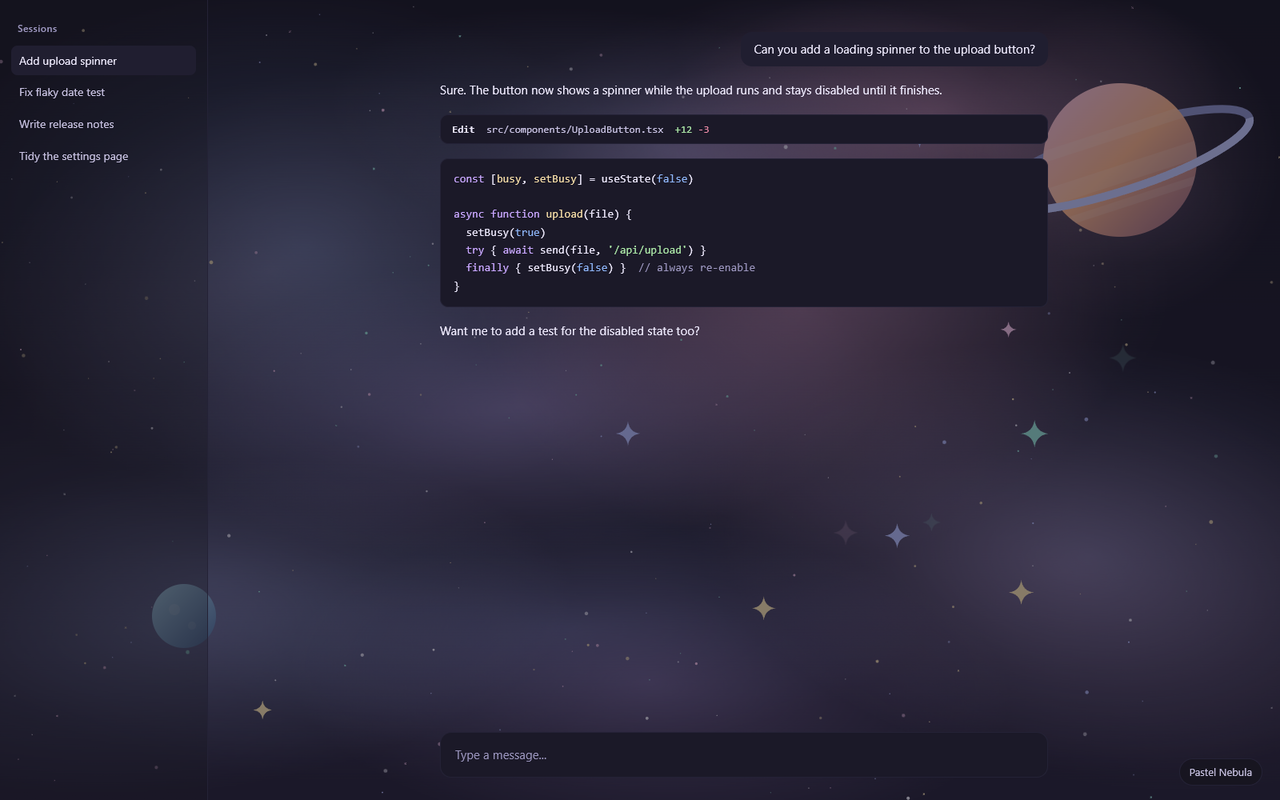 Sessions
Add upload spinner
Fix flaky date test
Write release notes
Tidy the settings page
Can you add a loading spinner to the upload button?
Sure. The button now shows a spinner while the upload runs and stays disabled until it finishes.
Edit src/components/UploadButton.tsx +12 -3
const [busy, setBusy] = useState(false)
async function upload(file) {
  setBusy(true)
  try { await send(file, '/api/upload') }
  finally { setBusy(false) }  // always re-enable
}
Want me to add a test for the disabled state too?
Type a message...
Pastel Nebula